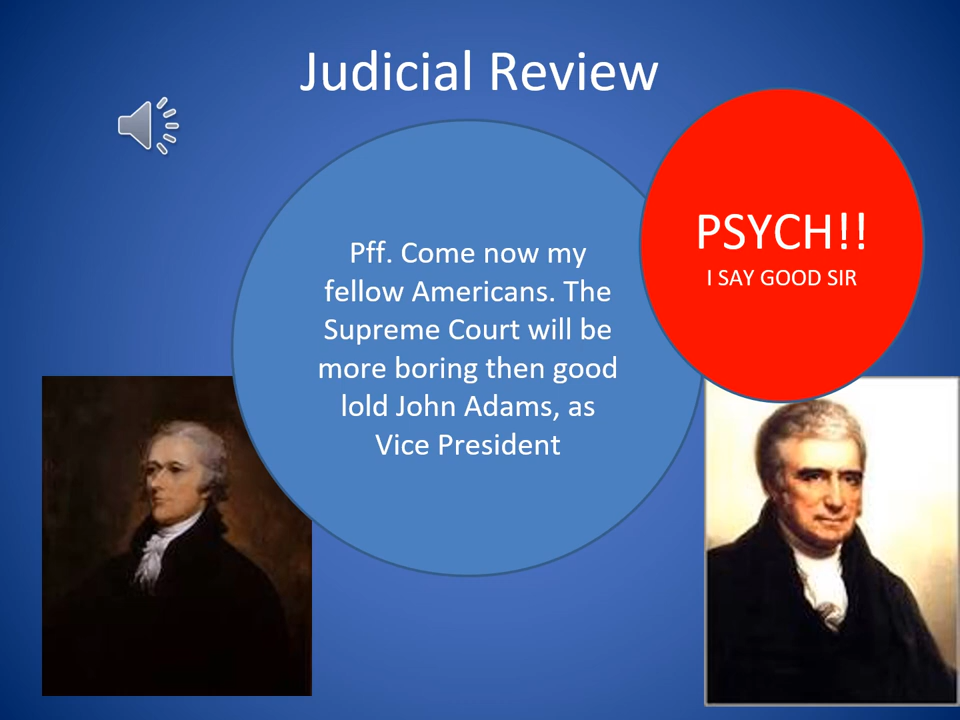 Judicial Review
Pff. Come now my
fellow Americans. The
Supreme Court will be
more boring then good
lold John Adams, as
Vice President
PSYCH!!
I SAY GOOD SIR